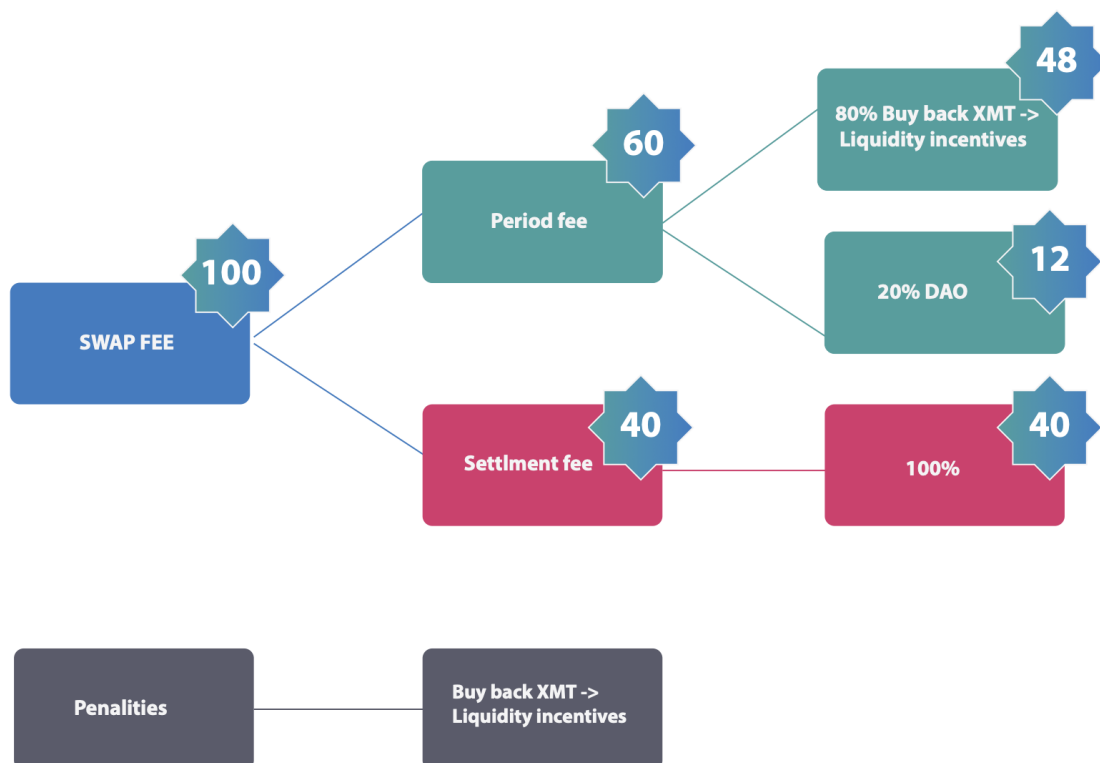 48
80% Buy back XMT ->
Liquidity incentives
60
Period fee
100
SWAP FEE
12
20% DAO
40
Settlment fee
40
100%
Penalities
Buy back XMT ->
Liquidity incentives